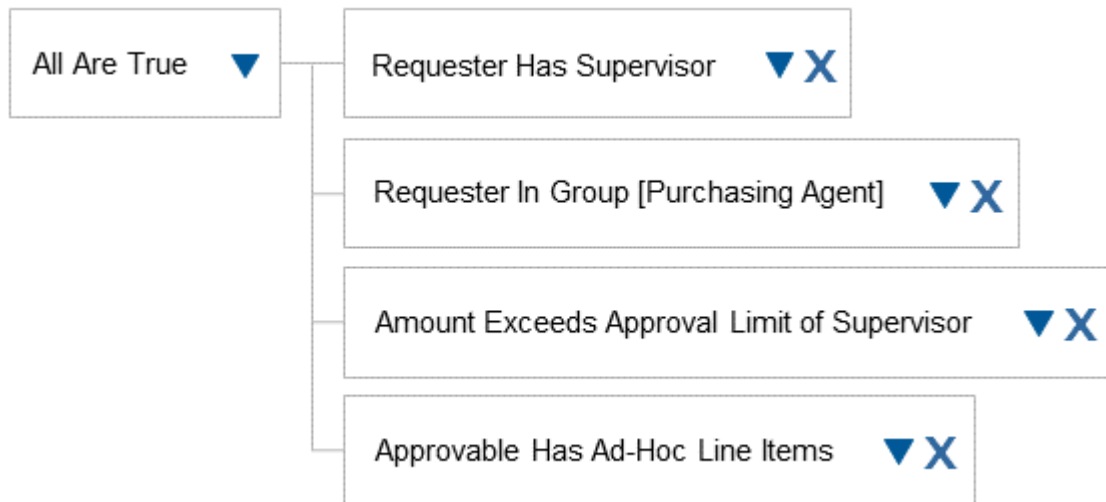 All Are True
Requester Has Supervisor
Requester In Group [Purchasing Agent]
Amount Exceeds Approval Limit of Supervisor
Approvable Has Ad-Hoc Line Items